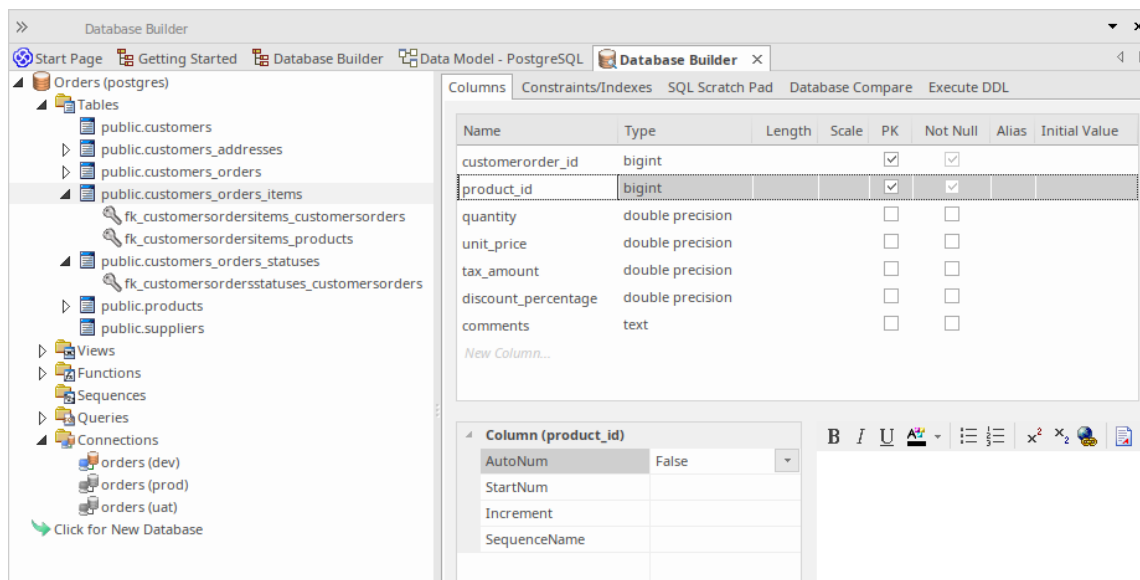 Database Builder
Start Page Getting Started Database Builder Data Model - PostgreSQL Database Builder
Orders (postgres)
Tables
public.customers
public.customers_addresses
public.customers_orders
public.customers_orders_items
fk_customersordersitems_customersorders
fk_customersordersitems_products
public.customers_orders_statuses
fk_customersordersstatuses_customersorders
public.products
public.suppliers
Views
Functions
Sequences
Queries
Connections
orders (dev)
orders (prod)
orders (uat)
Click for New Database
Columns Constraints/Indexes SQL Scratch Pad Database Compare Execute DDL
Name Type Length Scale PK Not Null Alias Initial Value
customerorder_id bigint
product_id bigint
quantity double precision
unit_price double precision
tax_amount double precision
discount_percentage double precision
comments text
New Column...
Column (product_id)
AutoNum False
StartNum
Increment
SequenceName
B I U A x² x₂